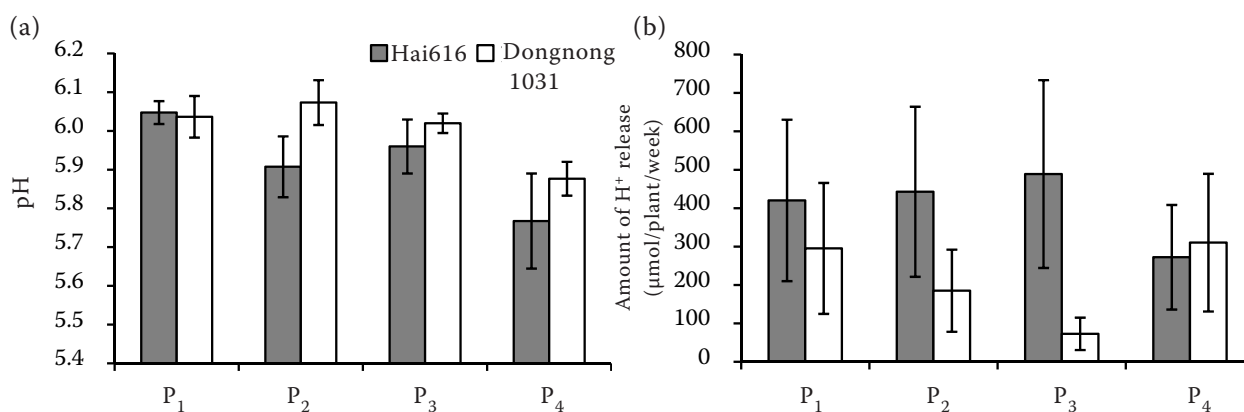 (a)
6.2
6.1
6.0
5.9
5.8
5.7
5.6
5.5
5.4
pH
Hai616
Dongnong
1031
P1
P2
P3
P4
(b)
800
700
600
500
400
300
200
100
0
Amount of H+ release
(µmol/plant/week)
P1
P2
P3
P4